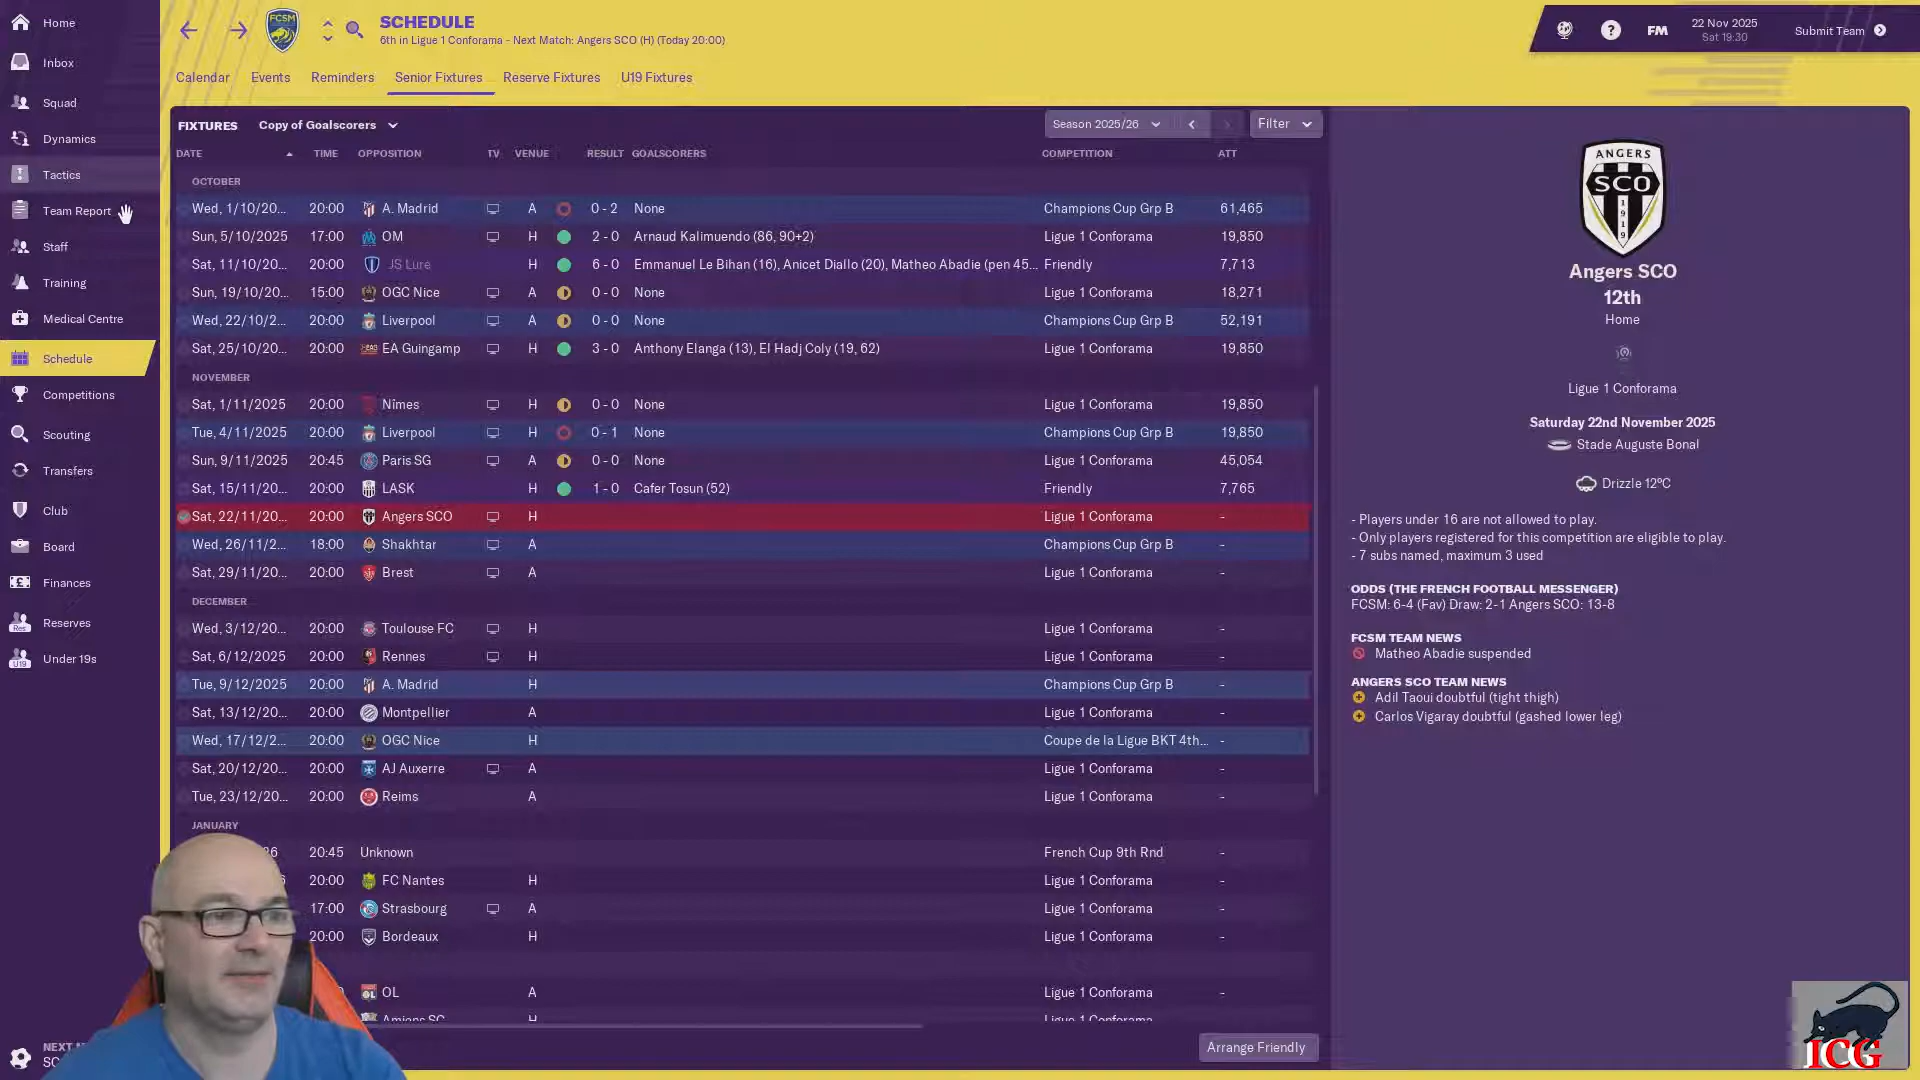 Home
Inbox
Squad
Dynamics
Tactics
Team Report
Staff
Training
Medical Centre
Schedule
Competitions
Scouting
Transfers
Club
Board
Finances
Reserves
Under 19s
SCHEDULE
6th in Ligue 1 Conforama - Next Match: Angers SCO (H) (Today 20:00)
22 Nov 2025
Sat 19:30
FM
Submit Team
Calendar Events Reminders Senior Fixtures Reserve Fixtures U19 Fixtures
FIXTURES Copy of Goalscorers Season 2025/26 Filter
DATE TIME OPPOSITION TV VENUE RESULT GOALSCORERS COMPETITION ATT
OCTOBER
Wed, 1/10/20... 20:00 A. Madrid A 0 - 2 None Champions Cup Grp B 61,465
Sun, 5/10/2025 17:00 OM H 2 - 0 Arnaud Kalimuendo (86, 90+2) Ligue 1 Conforama 19,850
Sat, 11/10/20... 20:00 JS Lure H 6 - 0 Emmanuel Le Bihan (16), Anicet Diallo (20), Matheo Abadie (pen 45... Friendly 7,713
Sun, 19/10/20... 15:00 OGC Nice A 0 - 0 None Ligue 1 Conforama 18,271
Wed, 22/10/2... 20:00 Liverpool A 0 - 0 None Champions Cup Grp B 52,191
Sat, 25/10/20... 20:00 EA Guingamp H 3 - 0 Anthony Elanga (13), El Hadj Coly (19, 62) Ligue 1 Conforama 19,850
NOVEMBER
Sat, 1/11/2025 20:00 Nîmes H 0 - 0 None Ligue 1 Conforama 19,850
Tue, 4/11/2025 20:00 Liverpool H 0 - 1 None Champions Cup Grp B 19,850
Sun, 9/11/2025 20:45 Paris SG A 0 - 0 None Ligue 1 Conforama 45,054
Sat, 15/11/20... 20:00 LASK H 1 - 0 Cafer Tosun (52) Friendly 7,765
Sat, 22/11/20... 20:00 Angers SCO H Ligue 1 Conforama -
Wed, 26/11/2... 18:00 Shakhtar A Champions Cup Grp B -
Sat, 29/11/20... 20:00 Brest A Ligue 1 Conforama -
DECEMBER
Wed, 3/12/20... 20:00 Toulouse FC H Ligue 1 Conforama -
Sat, 6/12/2025 20:00 Rennes H Ligue 1 Conforama -
Tue, 9/12/2025 20:00 A. Madrid H Champions Cup Grp B -
Sat, 13/12/20... 20:00 Montpellier A Ligue 1 Conforama -
Wed, 17/12/2... 20:00 OGC Nice H Coupe de la Ligue BKT 4th... -
Sat, 20/12/20... 20:00 AJ Auxerre A Ligue 1 Conforama -
Tue, 23/12/20... 20:00 Reims A Ligue 1 Conforama -
JANUARY
20:45 Unknown French Cup 9th Rnd -
20:00 FC Nantes H Ligue 1 Conforama -
17:00 Strasbourg A Ligue 1 Conforama -
20:00 Bordeaux H Ligue 1 Conforama -
OL A Ligue 1 Conforama -
Amiens SC H Ligue 1 Conforama
Arrange Friendly
ANGERS
SCO
1919
Angers SCO
12th
Home
Ligue 1 Conforama
Saturday 22nd November 2025
Stade Auguste Bonal
Drizzle 12ºC
- Players under 16 are not allowed to play.
- Only players registered for this competition are eligible to play.
- 7 subs named, maximum 3 used
ODDS (THE FRENCH FOOTBALL MESSENGER)
FCSM: 6-4 (Fav) Draw: 2-1 Angers SCO: 13-8
FCSM TEAM NEWS
Matheo Abadie suspended
ANGERS SCO TEAM NEWS
Adil Taoui doubtful (tight thigh)
Carlos Vigaray doubtful (gashed lower leg)
ICG